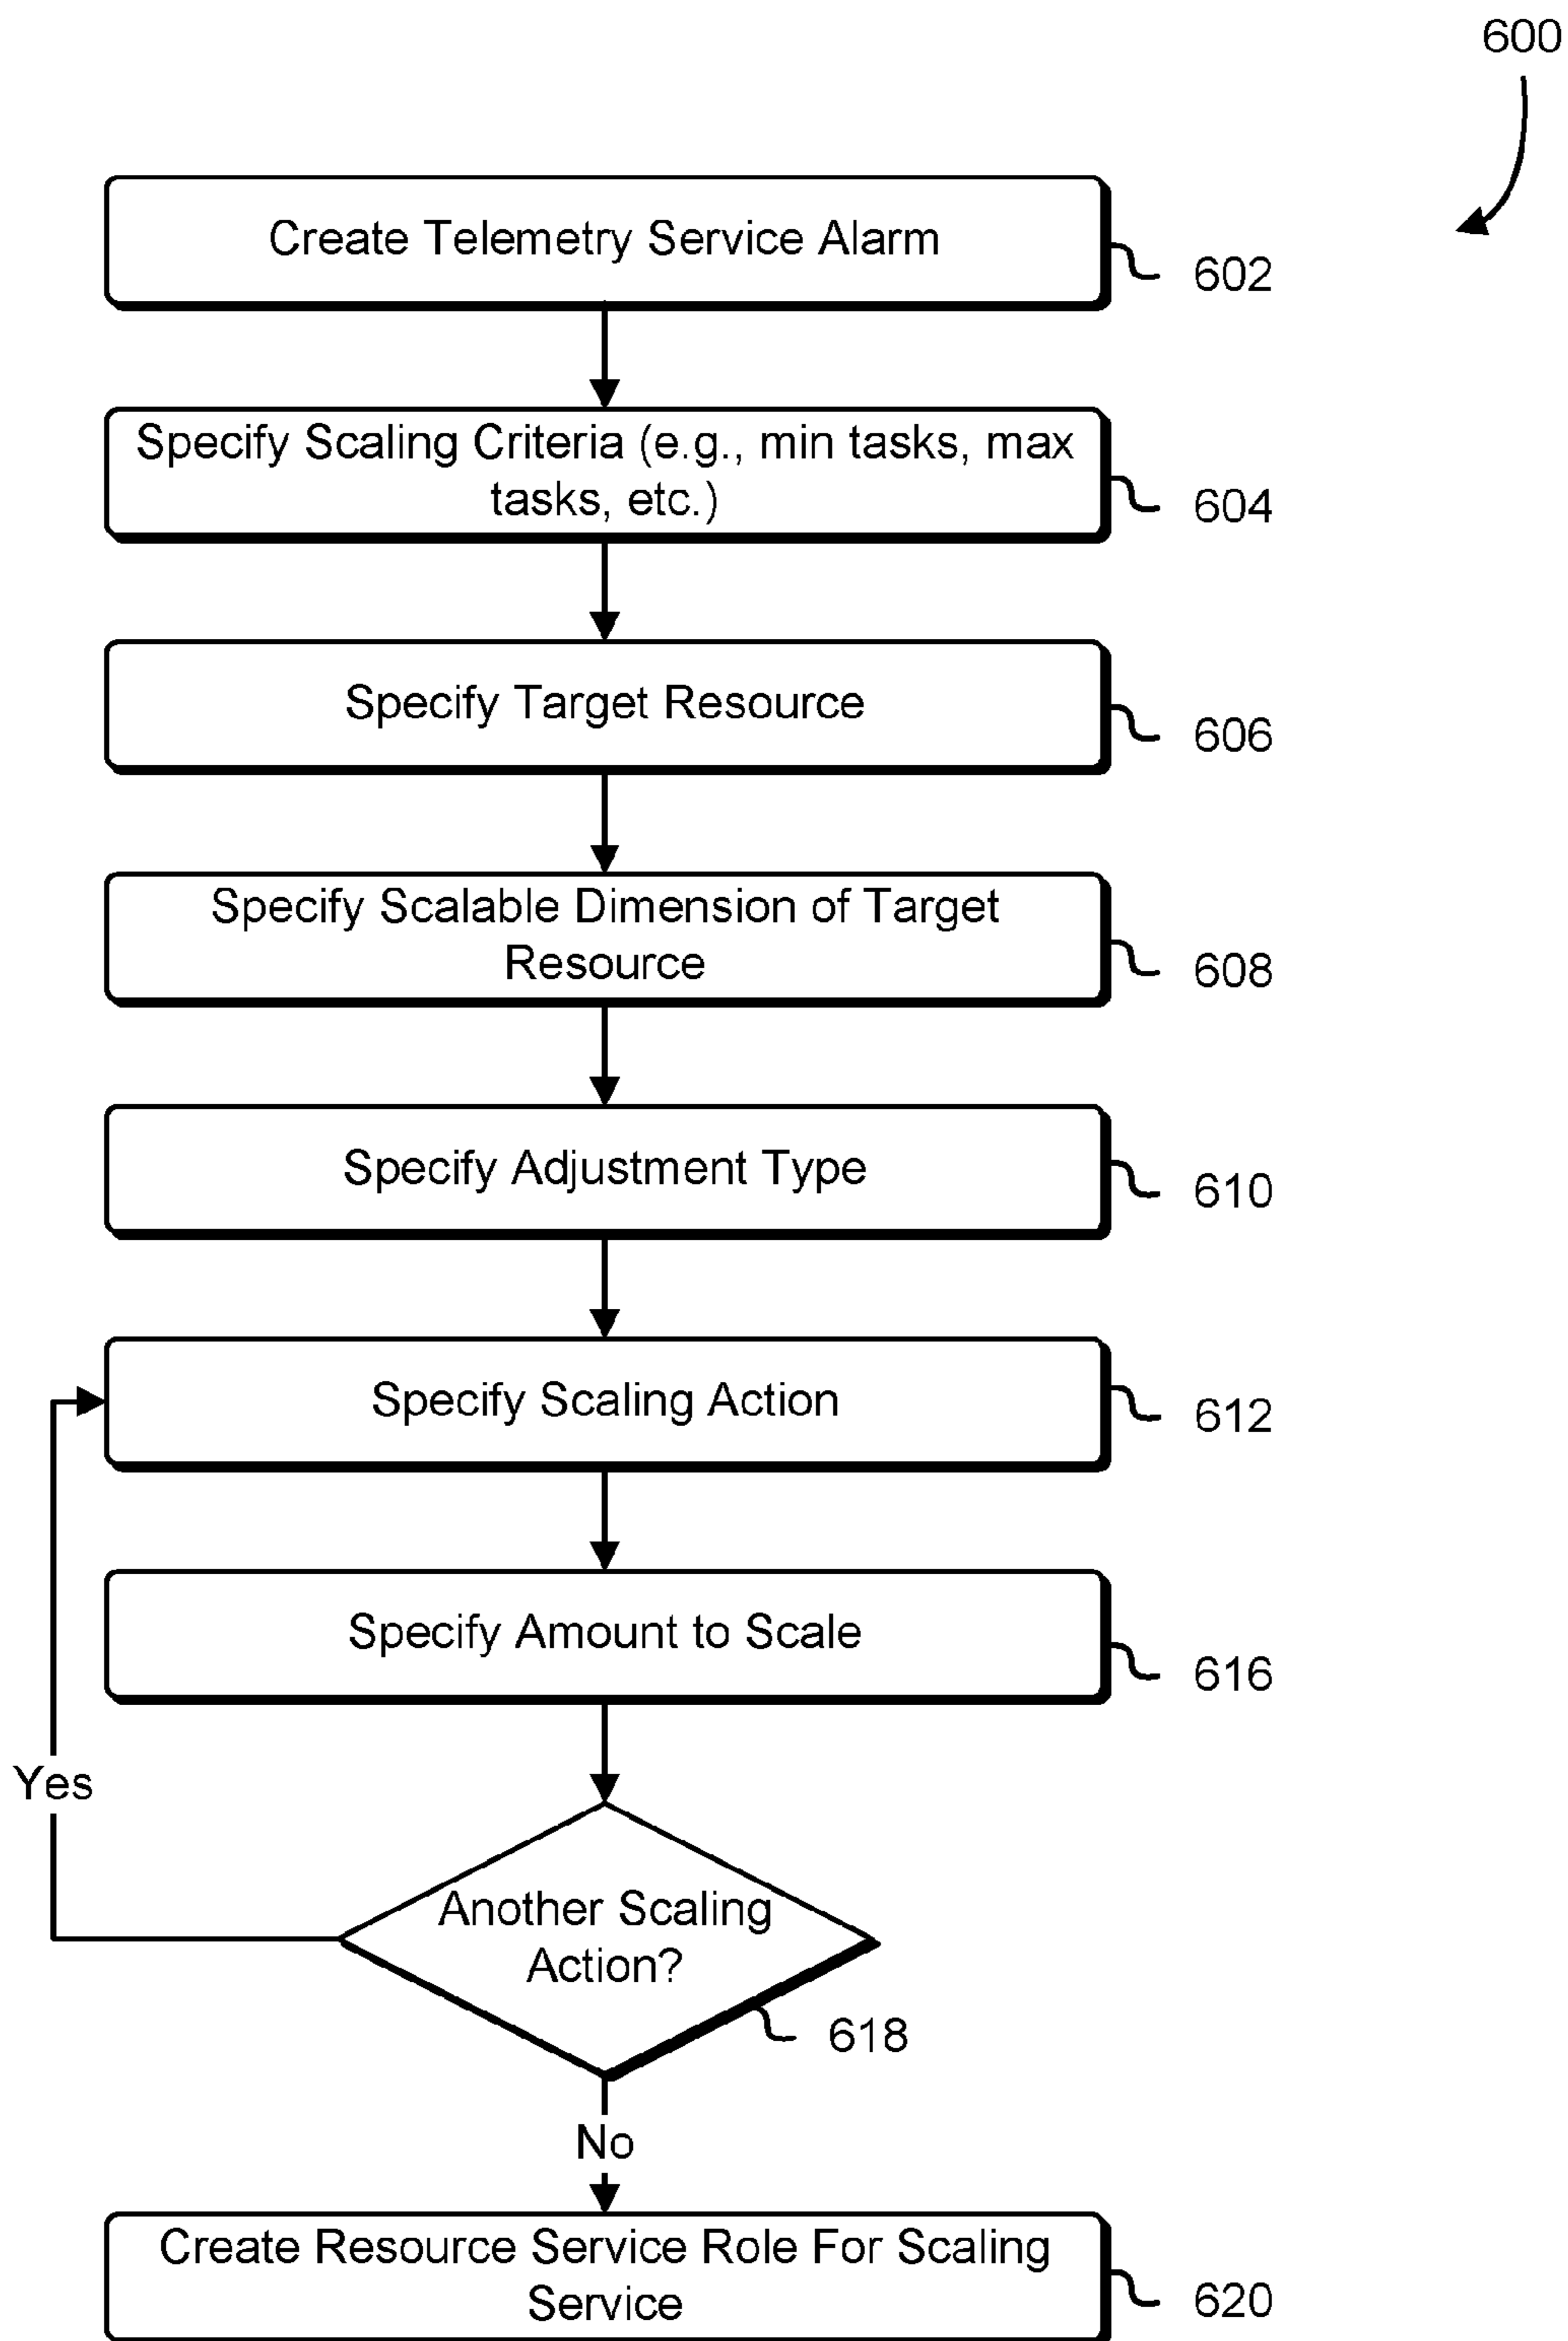 600
Create Telemetry Service Alarm
602
Specify Scaling Criteria (e.g., min tasks, max
tasks, etc.)
604
Specify Target Resource
606
Specify Scalable Dimension of Target
Resource
608
Specify Adjustment Type
610
Specify Scaling Action
612
Specify Amount to Scale
616
Yes
Another Scaling
Action?
618
No
Create Resource Service Role For Scaling
Service
620